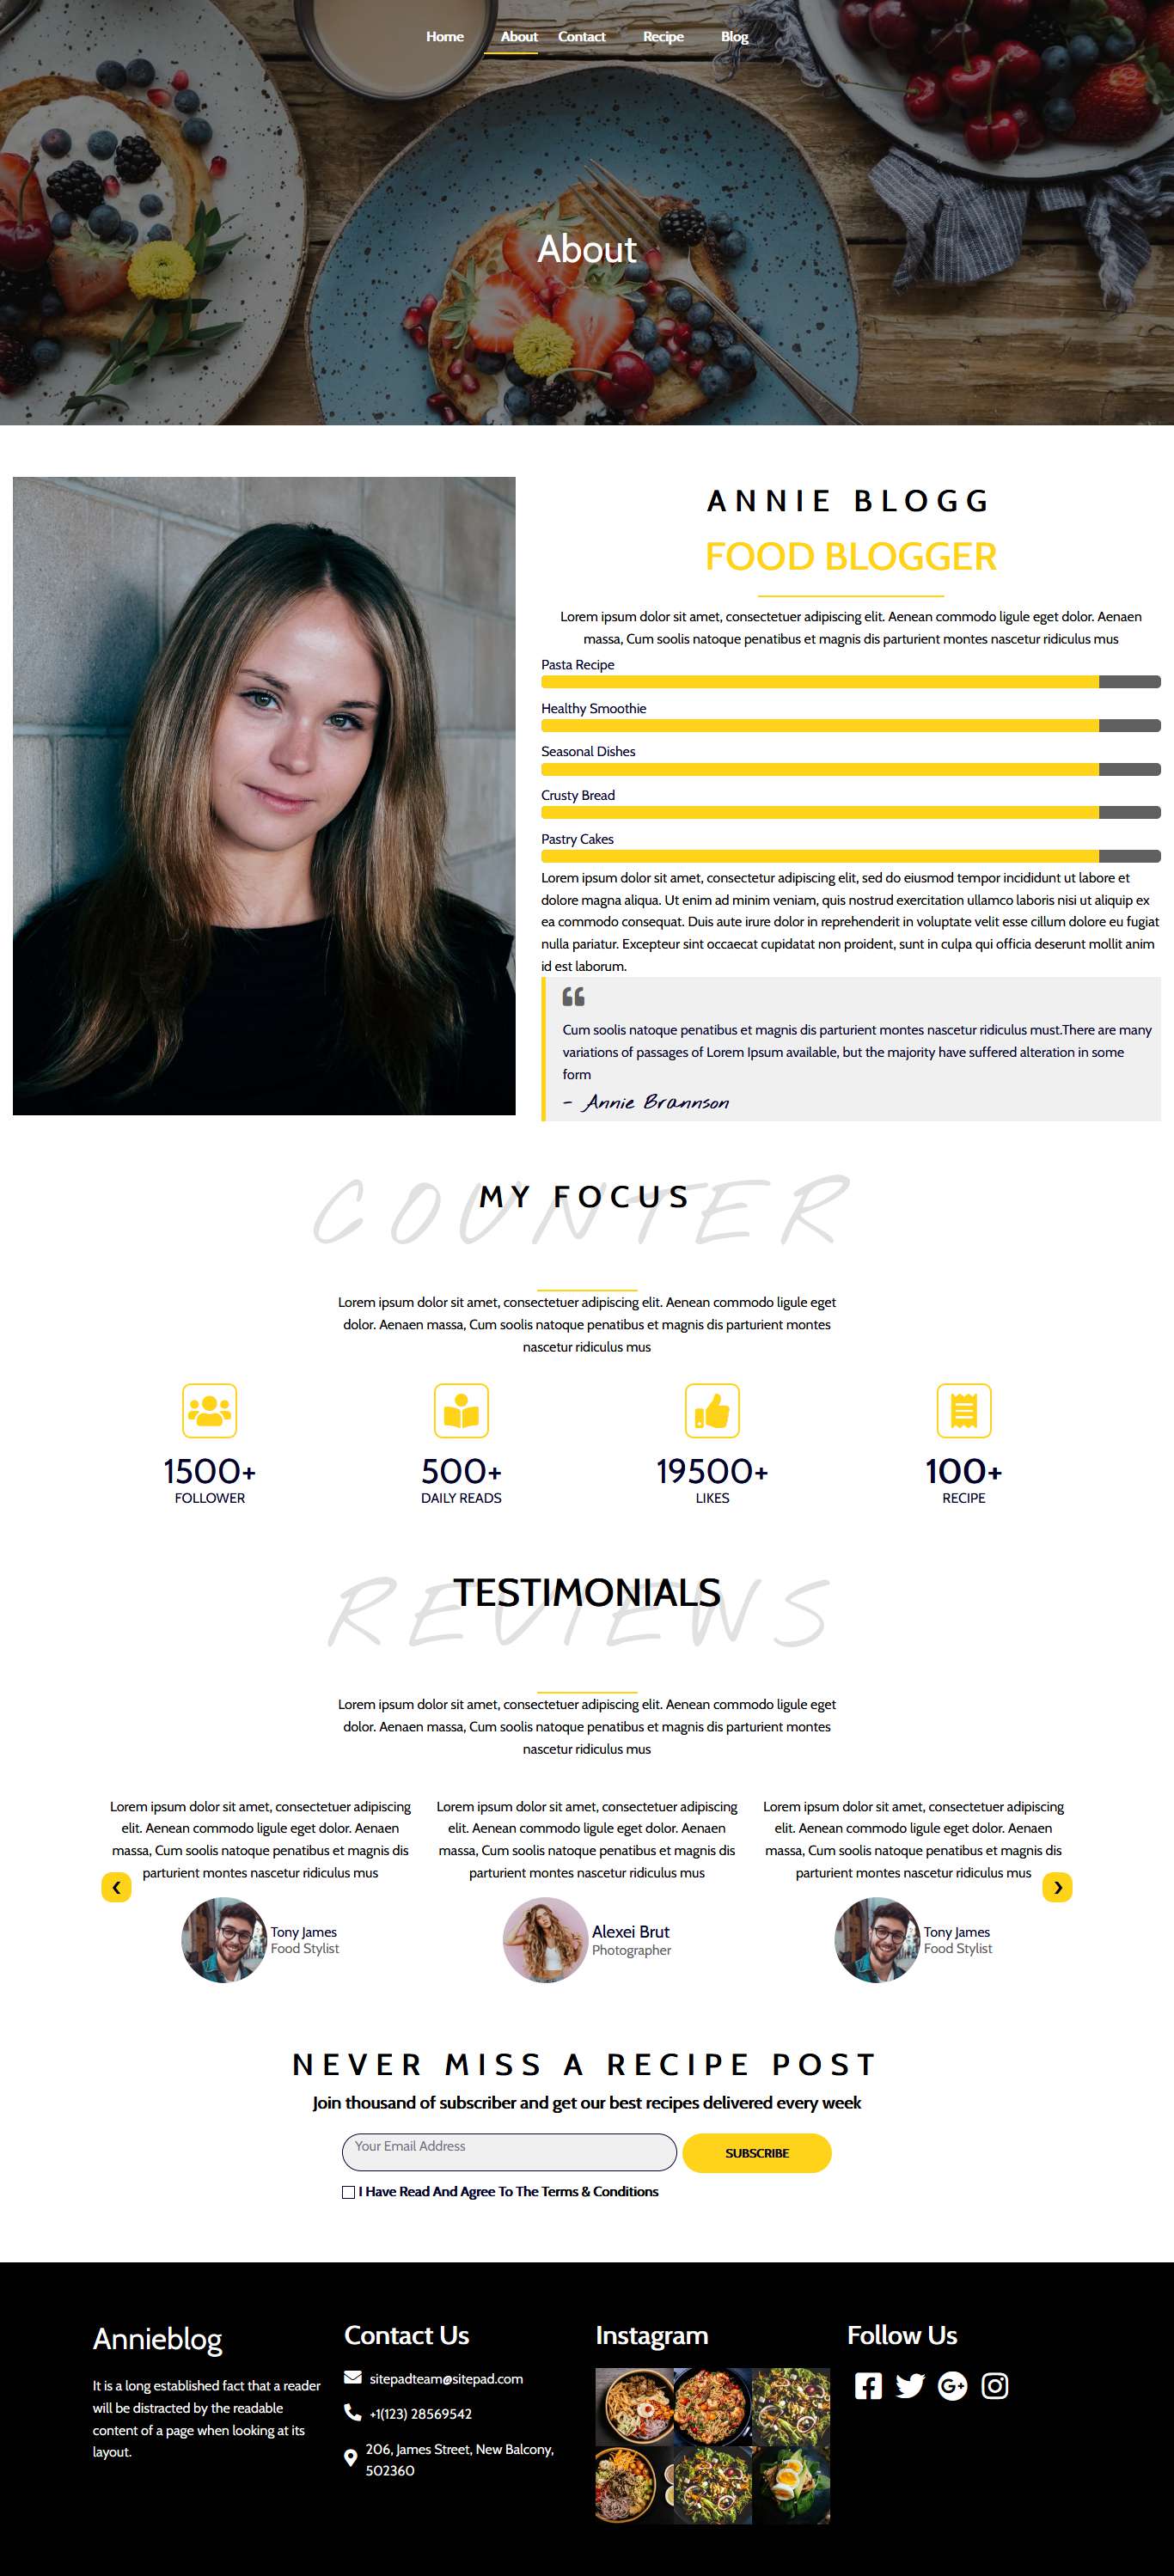 Home About Contact Recipe Blog
About
ANNIE BLOGG
FOOD BLOGGER
Lorem ipsum dolor sit amet, consectetuer adipiscing elit. Aenean commodo ligule eget dolor. Aenaen
massa, Cum soolis natoque penatibus et magnis dis parturient montes nascetur ridiculus mus
Pasta Recipe
Healthy Smoothie
Seasonal Dishes
Crusty Bread
Pastry Cakes
Lorem ipsum dolor sit amet, consectetur adipiscing elit, sed do eiusmod tempor incididunt ut labore et
dolore magna aliqua. Ut enim ad minim veniam, quis nostrud exercitation ullamco laboris nisi ut aliquip ex
ea commodo consequat. Duis aute irure dolor in reprehenderit in voluptate velit esse cillum dolore eu fugiat
nulla pariatur. Excepteur sint occaecat cupidatat non proident, sunt in culpa qui officia deserunt mollit anim
id est laborum.
Cum soolis natoque penatibus et magnis dis parturient montes nascetur ridiculus must.There are many
variations of passages of Lorem Ipsum available, but the majority have suffered alteration in some
form
- Annie Brannson
COUNTER
MY FOCUS
Lorem ipsum dolor sit amet, consectetuer adipiscing elit. Aenean commodo ligule eget
dolor. Aenaen massa, Cum soolis natoque penatibus et magnis dis parturient montes
nascetur ridiculus mus
1500+ 500+ 19500+ 100+
FOLLOWER DAILY READS LIKES RECIPE
REVIEWS
TESTIMONIALS
Lorem ipsum dolor sit amet, consectetuer adipiscing elit. Aenean commodo ligule eget
dolor. Aenaen massa, Cum soolis natoque penatibus et magnis dis parturient montes
nascetur ridiculus mus
Lorem ipsum dolor sit amet, consectetuer adipiscing
elit. Aenean commodo ligule eget dolor. Aenaen
massa, Cum soolis natoque penatibus et magnis dis
parturient montes nascetur ridiculus mus
Tony James
Food Stylist
Lorem ipsum dolor sit amet, consectetuer adipiscing
elit. Aenean commodo ligule eget dolor. Aenaen
massa, Cum soolis natoque penatibus et magnis dis
parturient montes nascetur ridiculus mus
Alexei Brut
Photographer
Lorem ipsum dolor sit amet, consectetuer adipiscing
elit. Aenean commodo ligule eget dolor. Aenaen
massa, Cum soolis natoque penatibus et magnis dis
parturient montes nascetur ridiculus mus
Tony James
Food Stylist
NEVER MISS A RECIPE POST
Join thousand of subscriber and get our best recipes delivered every week
Your Email Address
SUBSCRIBE
I Have Read And Agree To The Terms & Conditions
Annieblog
It is a long established fact that a reader
will be distracted by the readable
content of a page when looking at its
layout.
Contact Us
sitepadteam@sitepad.com
+1(123) 28569542
206, James Street, New Balcony,
502360
Instagram
Follow Us
G+